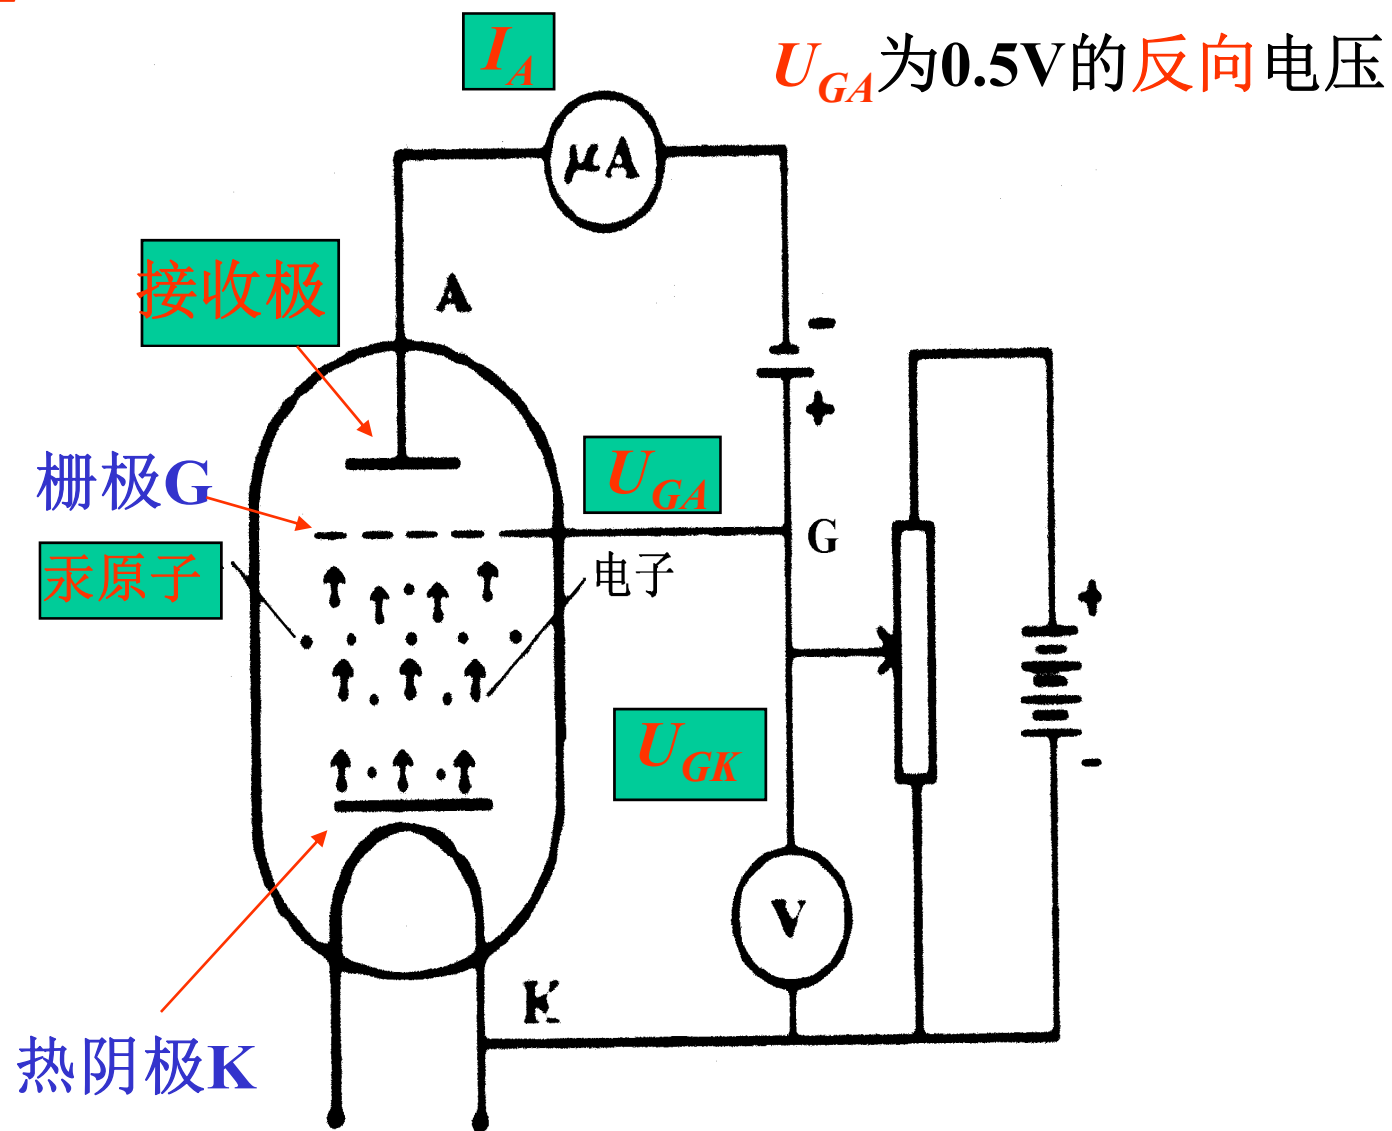 I_A
U_GA为0.5V的反向电压
μA
接收极
A
-
+
栅极G
U_GA
G
汞原子
电子
+
U_GK
-
V
K
热阴极K